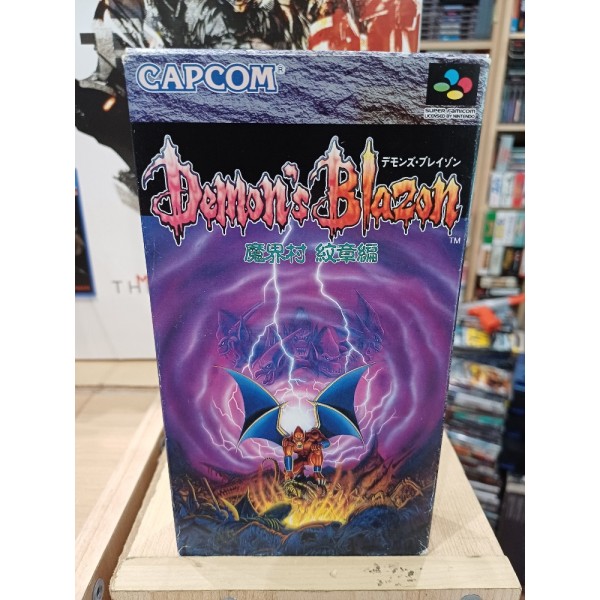 CAPCOM®
SUPER FAMICOM
LICENSED BY NINTENDO
デモンズ・ブレイゾン
Demon's Blazon
TM
魔界村 紋章編
M
TH